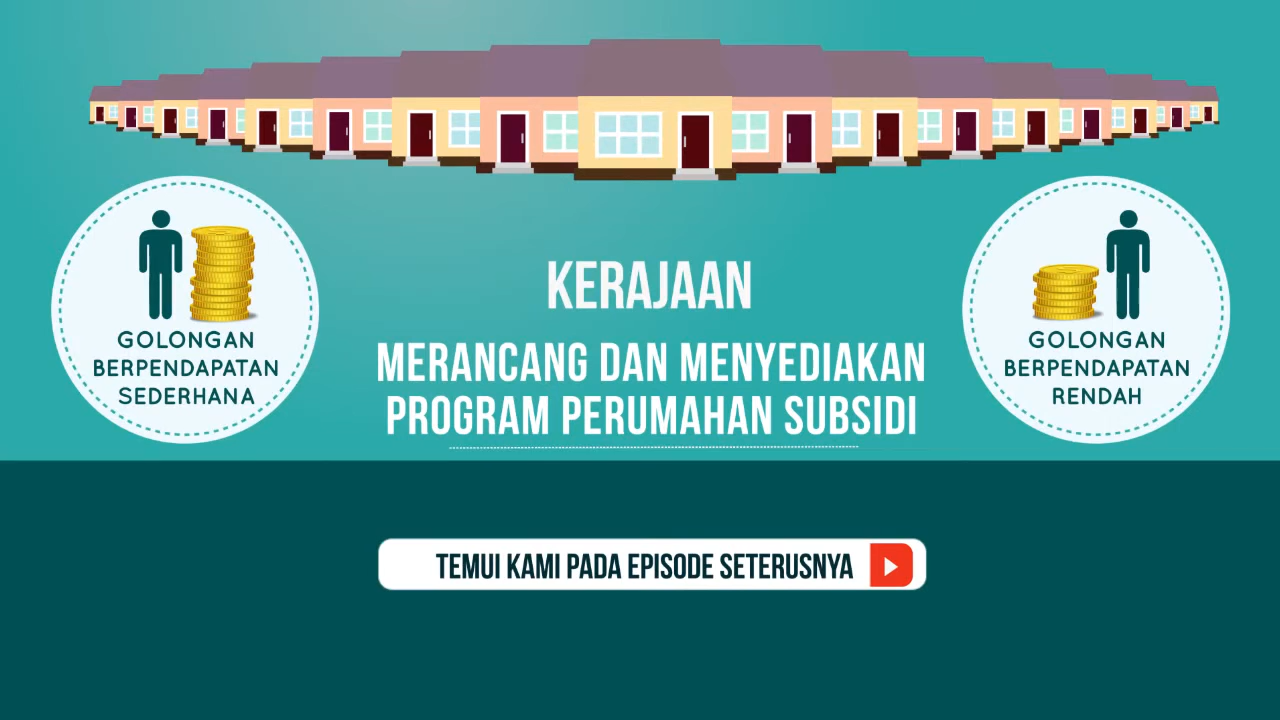 KERAJAAN
MERANCANG DAN MENYEDIAKAN
PROGRAM PERUMAHAN SUBSIDI
GOLONGAN
BERPENDAPATAN
SEDERHANA
GOLONGAN
BERPENDAPATAN
RENDAH
TEMUI KAMI PADA EPISODE SETERUSNYA